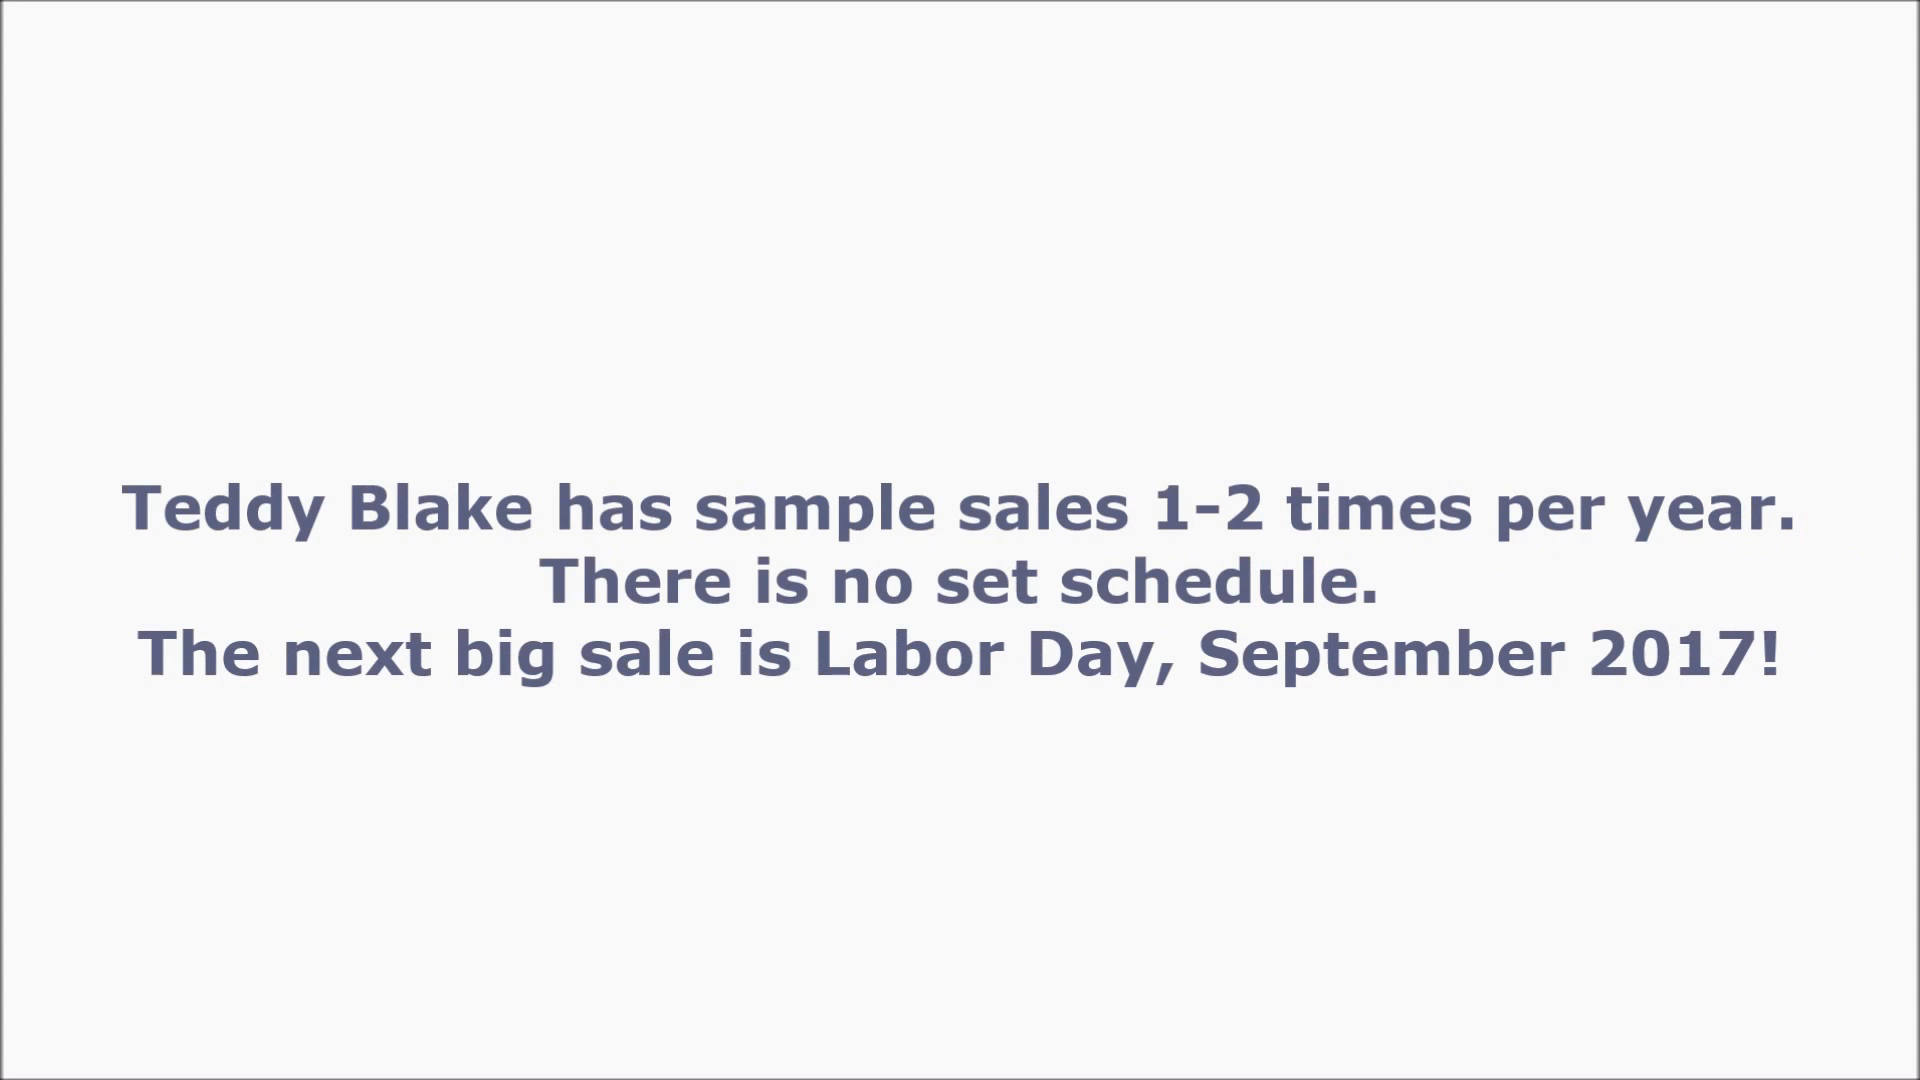 Teddy Blake has sample sales 1-2 times per year.
There is no set schedule.
The next big sale is Labor Day, September 2017!